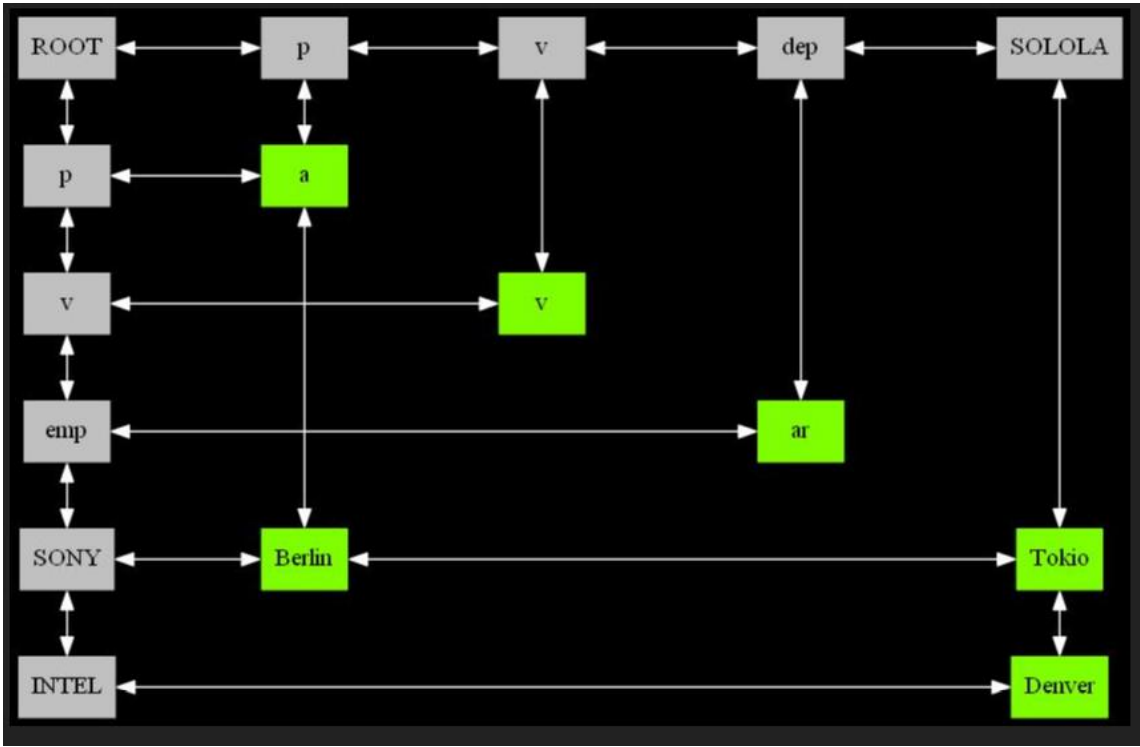 ROOT p v dep SOLOLA
p a
v v
emp ar
SONY Berlin Tokio
INTEL Denver